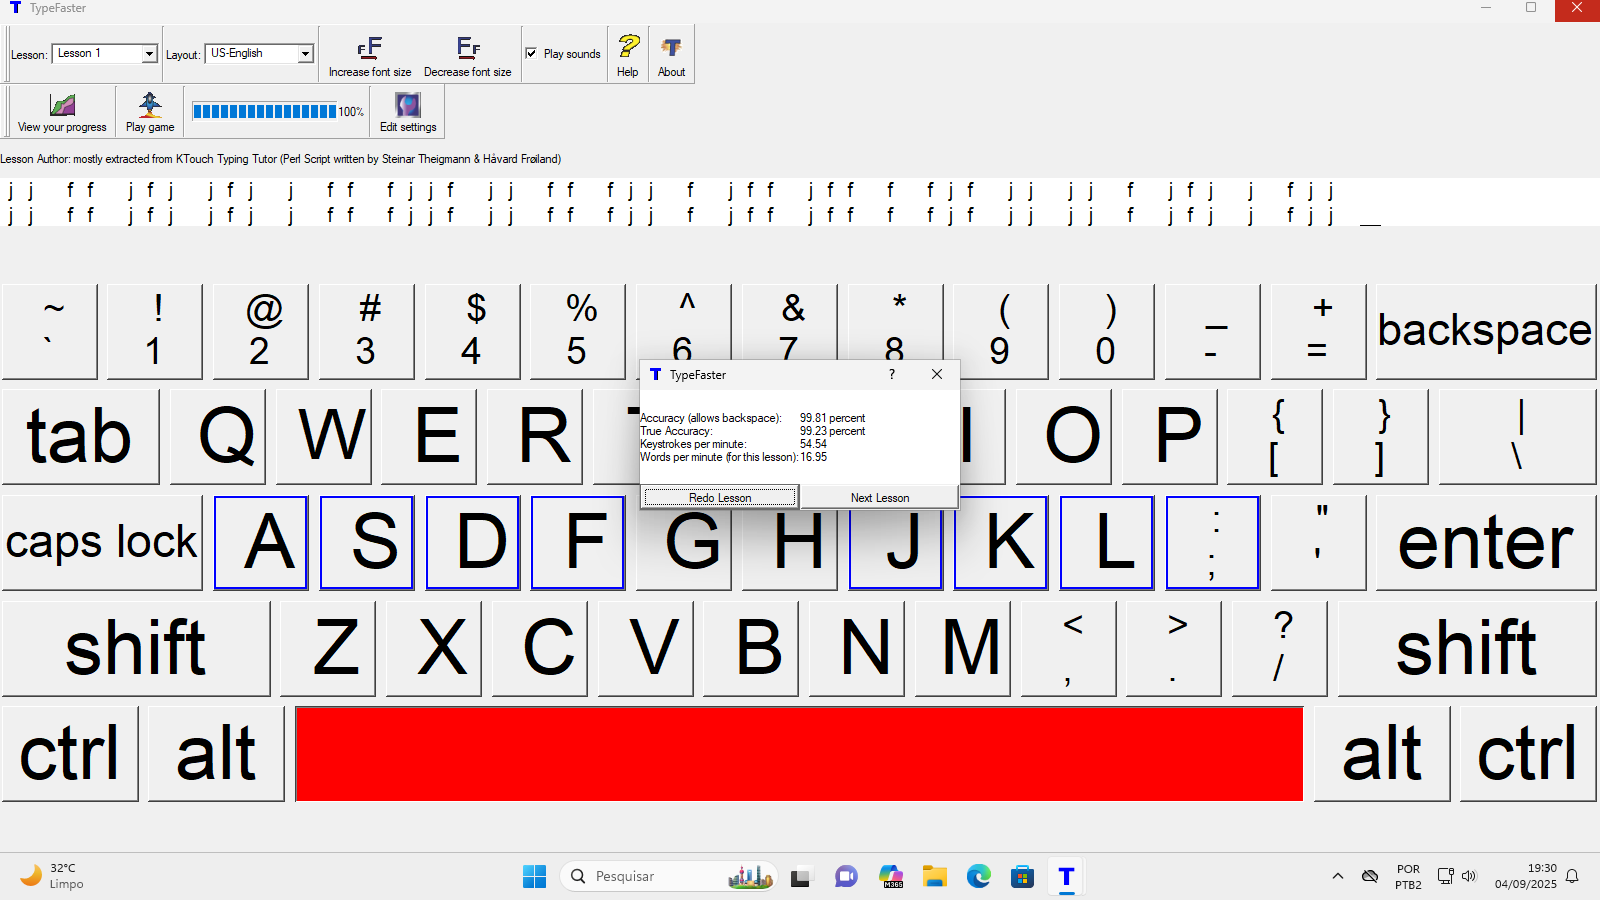 TypeFaster
Lesson: Lesson 1 Layout: US-English Increase font size Decrease font size Play sounds Help About
View your progress Play game 100% Edit settings
Lesson Author: mostly extracted from KTouch Typing Tutor (Perl Script written by Steinar Theigmann & Håvard Frøiland)
j j f f j f j j f j j f f f j j f j j f f f j j f j f f j f f f f j f j j j j f j f j j f j j
j j f f j f j j f j j f f f j j f j j f f f j j f j f f j f f f f j f j j j j f j f j j f j j _
~ ! @ # $ % ^ & * ( ) _ + backspace
` 1 2 3 4 5 6 7 8 9 0 - =
TypeFaster ?
Accuracy (allows backspace): 99.81 percent
True Accuracy: 99.23 percent
Keystrokes per minute: 54.54
Words per minute (for this lesson): 16.95
Redo Lesson Next Lesson
tab Q W E R I O P { } |
[ ] \
caps lock A S D F G H J K L : " enter
; '
shift Z X C V B N M < > ? shift
, . /
ctrl alt alt ctrl
32°C
Limpo
Pesquisar
M365
POR
PTB2
19:30
04/09/2025